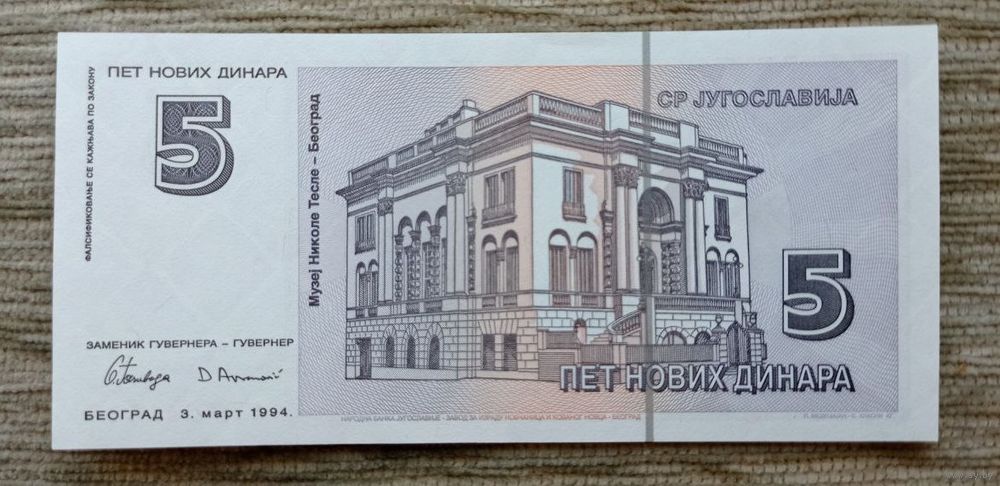 ФАЛСИФИКОВАЊЕ СЕ КАЖЊАВА ПО ЗАКОНУ
ПЕТ НОВИХ ДИНАРА
5
Музеј Николе Тесле – Београд
СР ЈУГОСЛАВИЈА
5
ПЕТ НОВИХ ДИНАРА
ЗАМЕНИК ГУВЕРНЕРА – ГУВЕРНЕР
БЕОГРАД 3. март 1994.
НАРОДНА БАНКА ЈУГОСЛАВИЈЕ - ЗАВОД ЗА ИЗРАДУ НОВЧАНИЦА И КОВАНОГ НОВЦА - БЕОГРАД